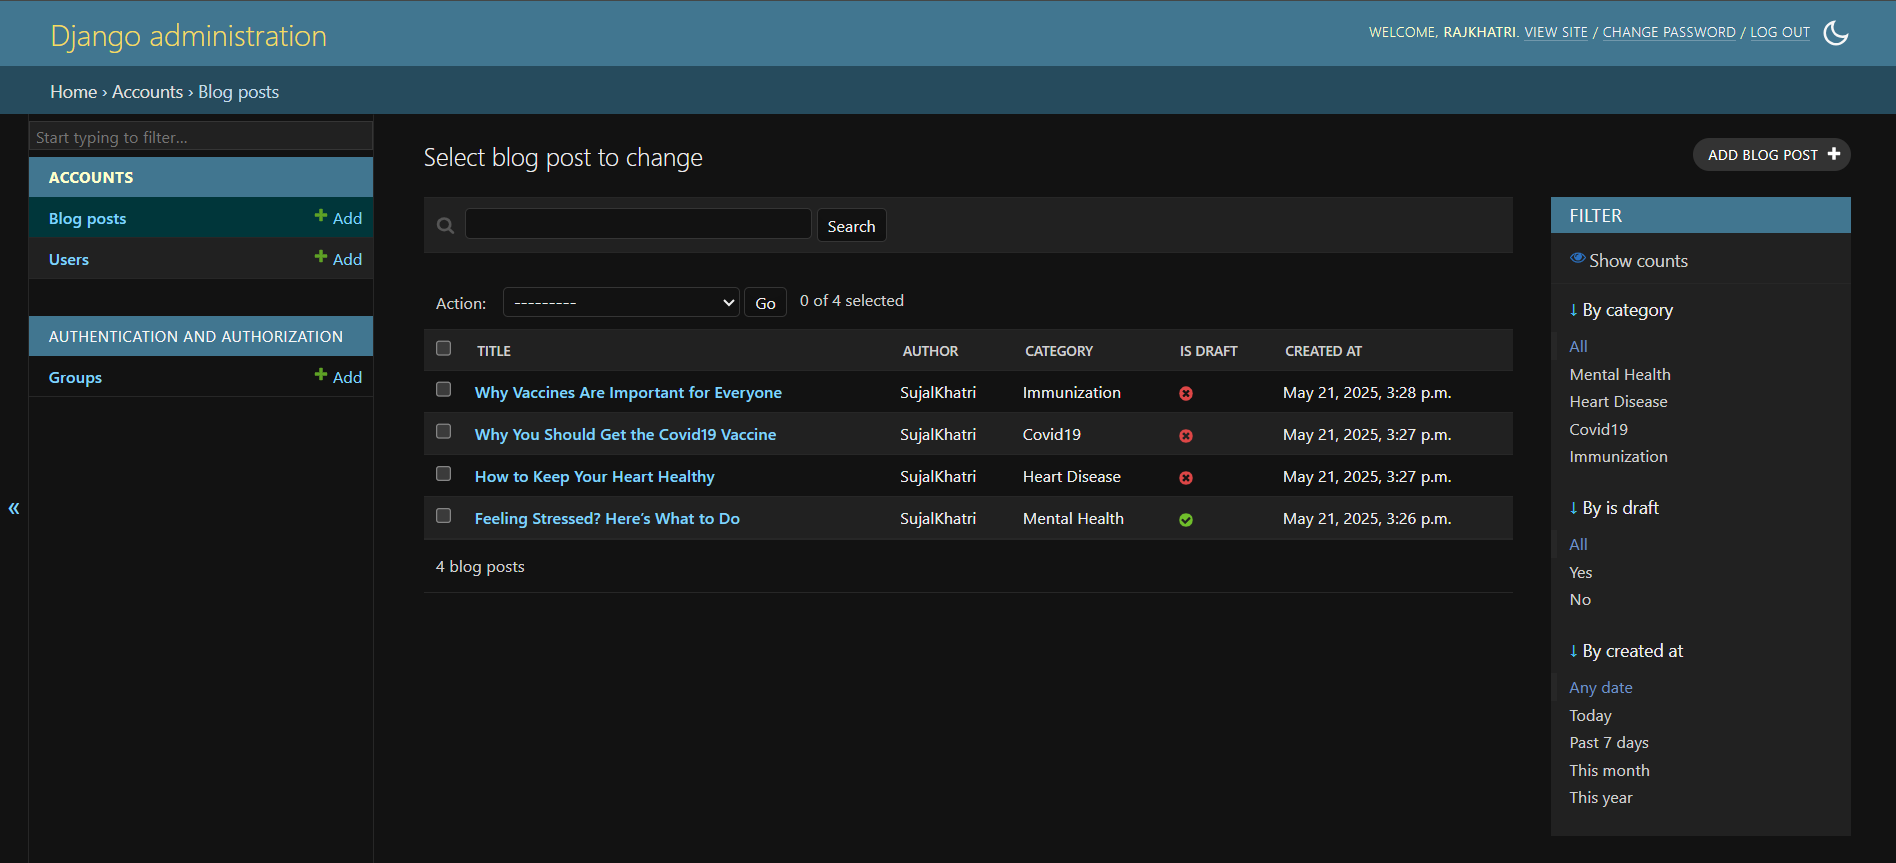 Django administration
WELCOME, RAJKHATRI. VIEW SITE / CHANGE PASSWORD / LOG OUT
Home › Accounts › Blog posts
Start typing to filter...
ACCOUNTS
Blog posts
Add
Users
Add
AUTHENTICATION AND AUTHORIZATION
Groups
Add
«
Select blog post to change
ADD BLOG POST
Search
Action: --------- Go 0 of 4 selected
TITLE AUTHOR CATEGORY IS DRAFT CREATED AT
Why Vaccines Are Important for Everyone SujalKhatri Immunization May 21, 2025, 3:28 p.m.
Why You Should Get the Covid19 Vaccine SujalKhatri Covid19 May 21, 2025, 3:27 p.m.
How to Keep Your Heart Healthy SujalKhatri Heart Disease May 21, 2025, 3:27 p.m.
Feeling Stressed? Here’s What to Do SujalKhatri Mental Health May 21, 2025, 3:26 p.m.
4 blog posts
FILTER
Show counts
↓ By category
All
Mental Health
Heart Disease
Covid19
Immunization
↓ By is draft
All
Yes
No
↓ By created at
Any date
Today
Past 7 days
This month
This year